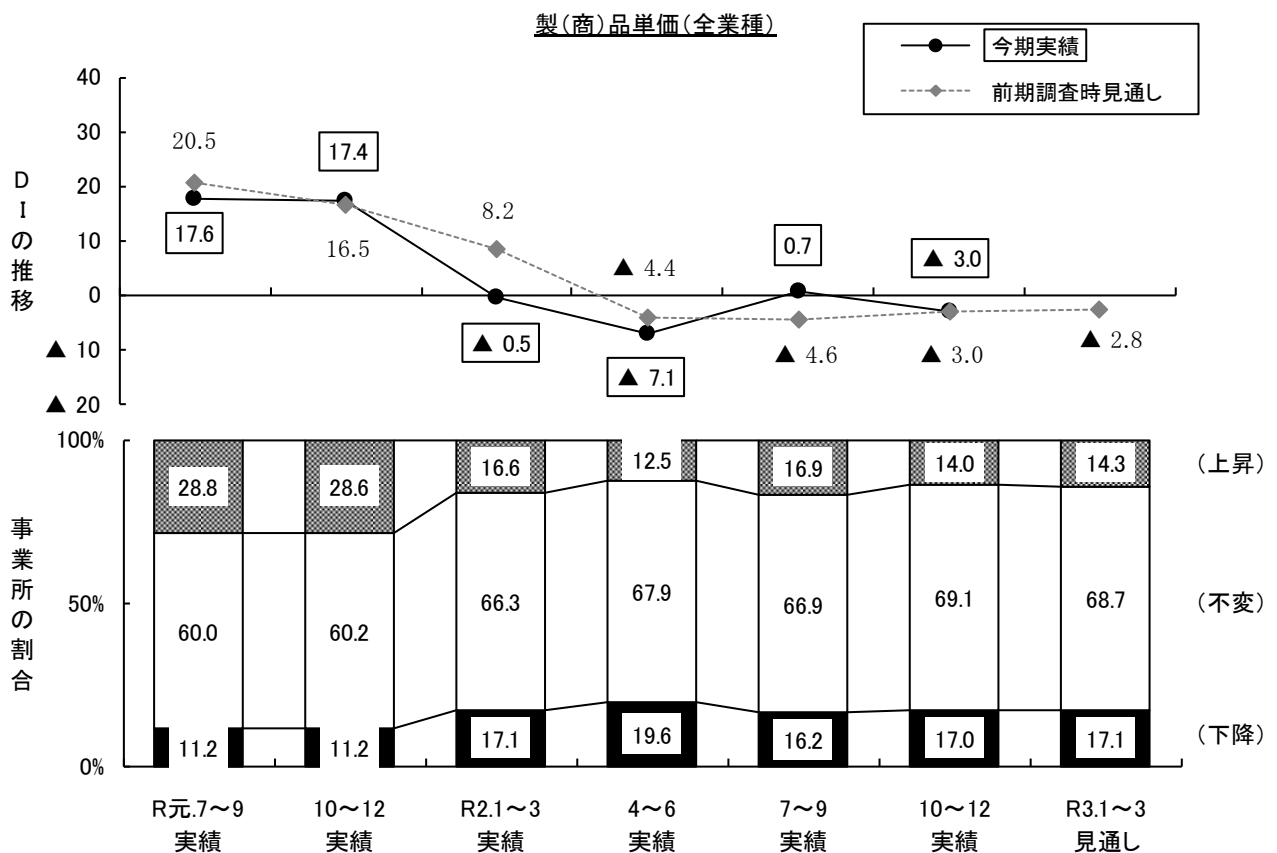 製(商)品単価(全業種)
今期実績
前期調査時見通し
DIの推移
40
30
20
10
0
▲ 10
▲ 20
20.5
17.4
8.2
▲ 4.4
0.7
▲ 3.0
17.6
16.5
▲ 0.5
▲ 7.1
▲ 4.6
▲ 3.0
▲ 2.8
事業所の割合
100%
50%
0%
28.8 28.6 16.6 12.5 16.9 14.0 14.3 (上昇)
60.0 60.2 66.3 67.9 66.9 69.1 68.7 (不変)
11.2 11.2 17.1 19.6 16.2 17.0 17.1 (下降)
R元.7～9 10～12 R2.1～3 4～6 7～9 10～12 R3.1～3
実績 実績 実績 実績 実績 実績 見通し